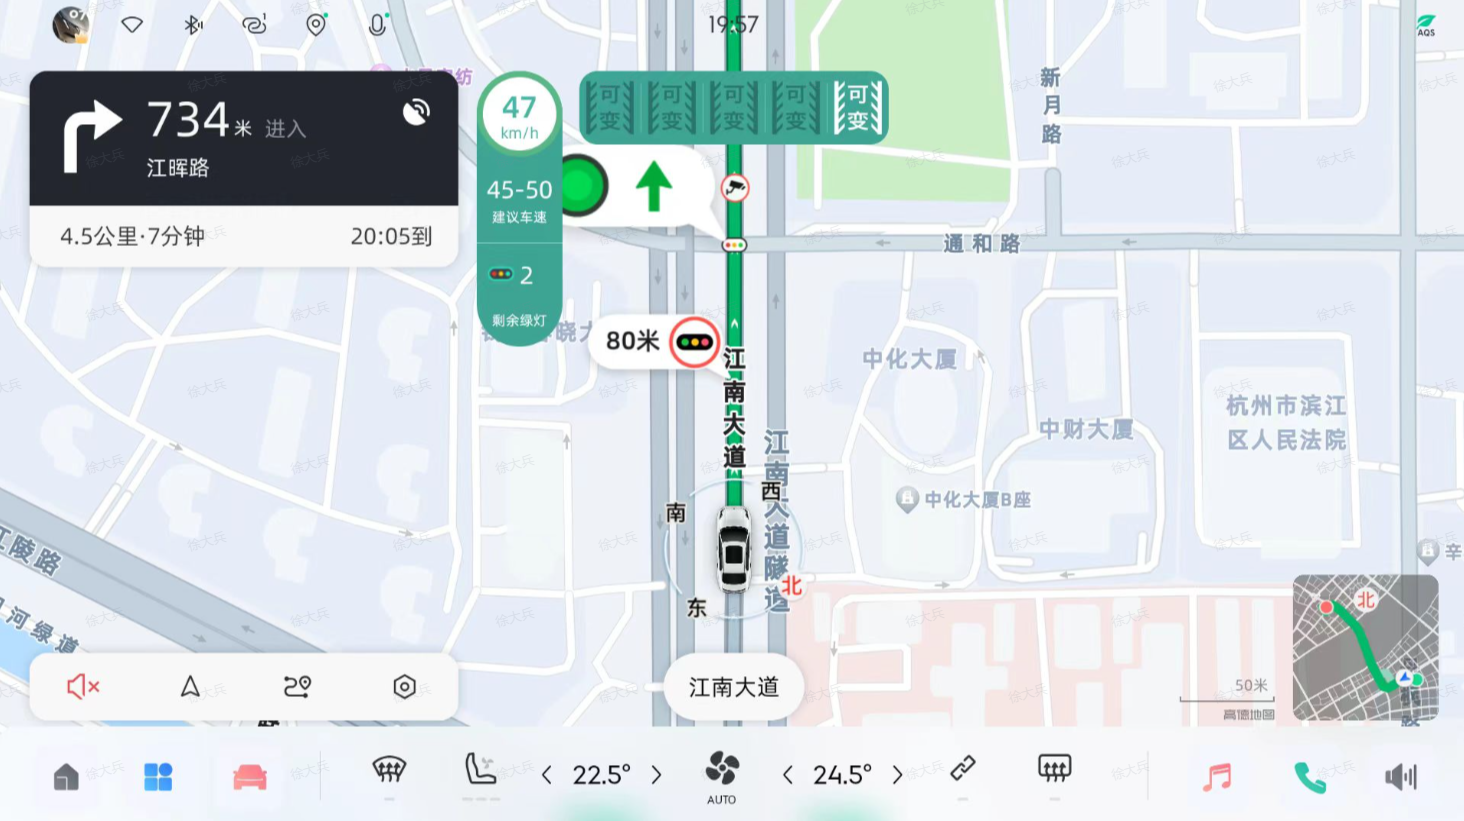 19:57
AQS
734米 进入
江晖路
4.5公里·7分钟
20:05到
47
km/h
45-50
建议车速
2
剩余绿灯
可变
可变
可变
可变
可变
80米
江南大道
新月路
通和路
中化大厦
中财大厦
杭州市滨江
区人民法院
中化大厦B座
江南大道隧道
南
西
东
北
江陵路
河绿道
辛
江南大道
北
50米
高德地图
22.5°
AUTO
24.5°
徐大兵